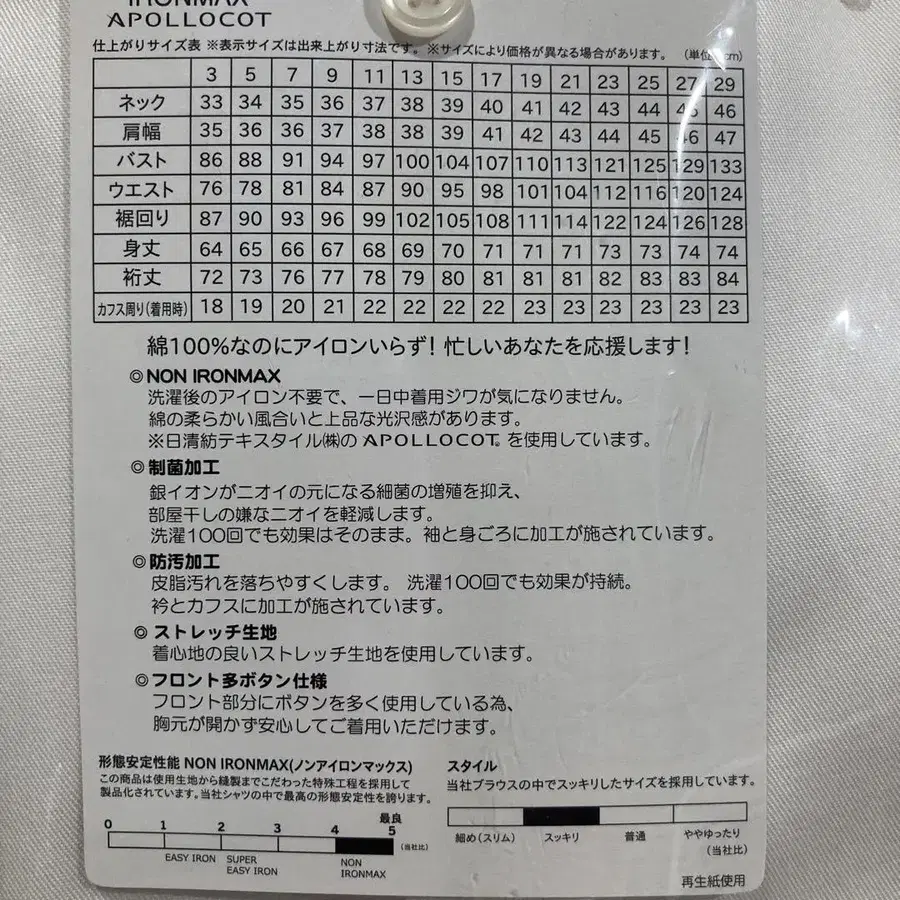 IRONMAX
APOLLOCOT
仕上がりサイズ表 ※表示サイズは出来上がり寸法です。※サイズにより価格が異なる場合があります。 (単位 cm)
3 5 7 9 11 13 15 17 19 21 23 25 27 29
ネック 33 34 35 36 37 38 39 40 41 42 43 44 45 46
肩幅 35 36 36 37 38 38 39 41 42 43 44 45 46 47
バスト 86 88 91 94 97 100 104 107 110 113 121 125 129 133
ウエスト 76 78 81 84 87 90 95 98 101 104 112 116 120 124
裾回り 87 90 93 96 99 102 105 108 111 114 122 124 126 128
身丈 64 65 66 67 68 69 70 71 71 71 73 73 74 74
裄丈 72 73 76 77 78 79 80 81 81 82 83 83 84
カフス周り(着用時) 18 19 20 21 22 22 22 22 23 23 23 23 23 23
綿100%なのにアイロンいらず! 忙しいあなたを応援します!
◎NON IRONMAX
洗濯後のアイロン不要で、一日中着用ジワが気になりません。
綿の柔らかい風合いと上品な光沢感があります。
※日清紡テキスタイル㈱の APOLLOCOT® を使用しています。
◎制菌加工
銀イオンがニオイの元になる細菌の増殖を抑え、
部屋干しの嫌なニオイを軽減します。
洗濯100回でも効果はそのまま。袖と身ごろに加工が施されています。
◎防汚加工
皮脂汚れを落ちやすくします。 洗濯100回でも効果が持続。
衿とカフスに加工が施されています。
◎ストレッチ生地
着心地の良いストレッチ生地を使用しています。
◎フロント多ボタン仕様
フロント部分にボタンを多く使用している為、
胸元が開かず安心してご着用いただけます。
形態安定性能 NON IRONMAX(ノンアイロンマックス)
この商品は使用生地から縫製までこだわった特殊工程を採用して
製品化されています。当社シャツの中で最高の形態安定性を誇ります。
最良
0 1 2 3 4 5 (当社比)
EASY IRON SUPER EASY IRON NON IRONMAX
スタイル
当社ブラウスの中でスッキリしたサイズを採用しています。
細め(スリム) スッキリ 普通 ややゆったり
(当社比)
再生紙使用